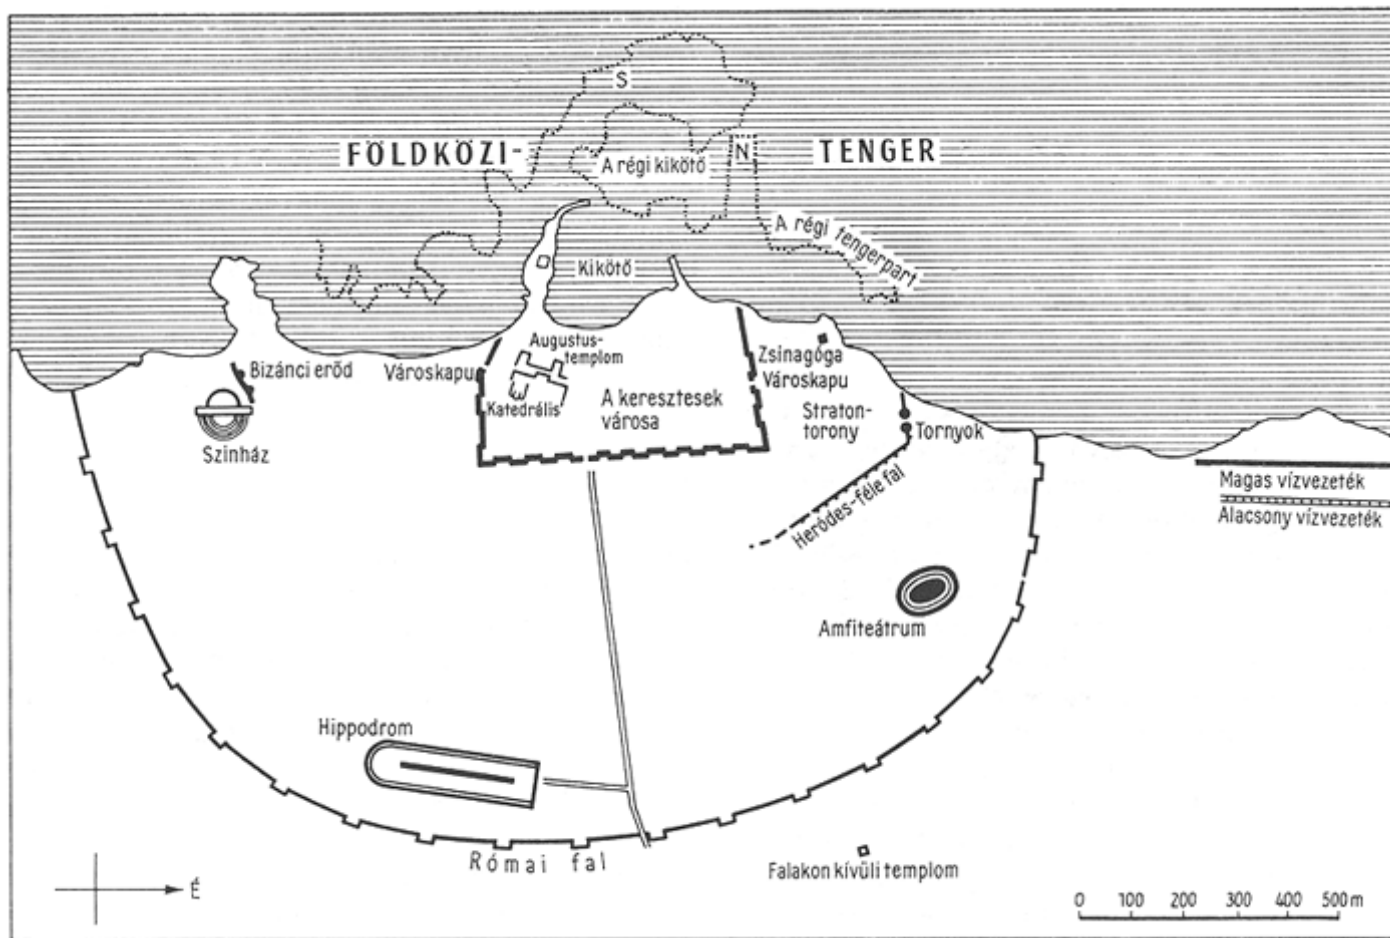 S
FÖLDKÖZI-
TENGER
A régi kikötő
N
A régi tengerpart
Kikötő
Augustus-
templom
Zsinagóga
Városkapu
Bizánci erőd
Városkapu
Katedrális
A keresztesek
városa
Straton-
torony
Tornyok
Szinház
Magas vízvezeték
Alacsony vízvezeték
Heródes-féle fal
Amfiteátrum
Hippodrom
Római fal
Falakon kívüli templom
É
0 100 200 300 400 500 m